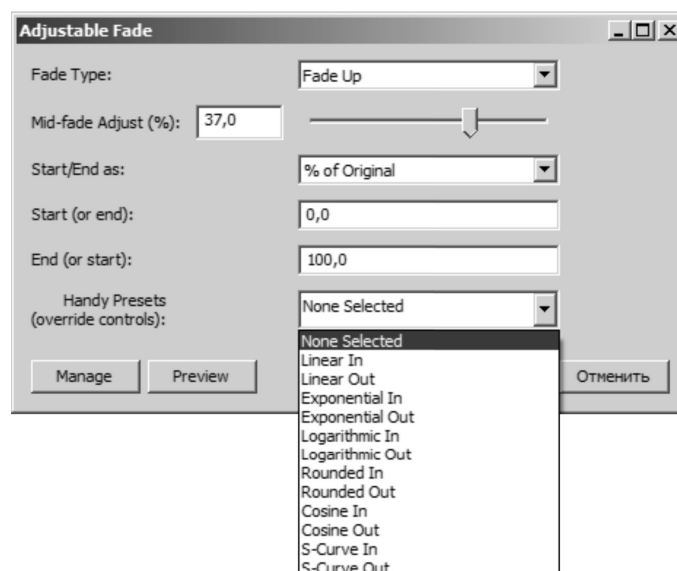 Adjustable Fade
Fade Type: Fade Up
Mid-fade Adjust (%): 37,0
Start/End as: % of Original
Start (or end): 0,0
End (or start): 100,0
Handy Presets
(override controls): None Selected
None Selected
Manage Preview Отменить
Linear In
Linear Out
Exponential In
Exponential Out
Logarithmic In
Logarithmic Out
Rounded In
Rounded Out
Cosine In
Cosine Out
S-Curve In
S-Curve Out